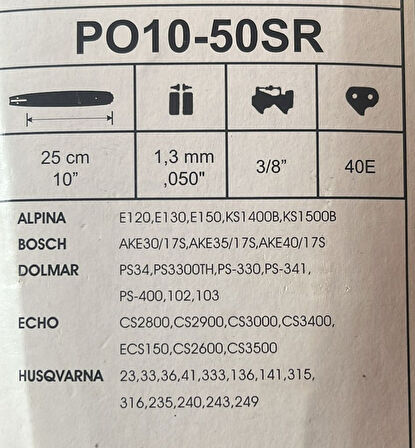 PO10-50SR
25 cm 1,3 mm 3/8” 40E
10” ,050"
ALPINA E120,E130,E150,KS1400B,KS1500B
BOSCH AKE30/17S,AKE35/17S,AKE40/17S
DOLMAR PS34,PS3300TH,PS-330,PS-341,
PS-400,102,103
ECHO CS2800,CS2900,CS3000,CS3400,
ECS150,CS2600,CS3500
HUSQVARNA 23,33,36,41,333,136,141,315,
316,235,240,243,249